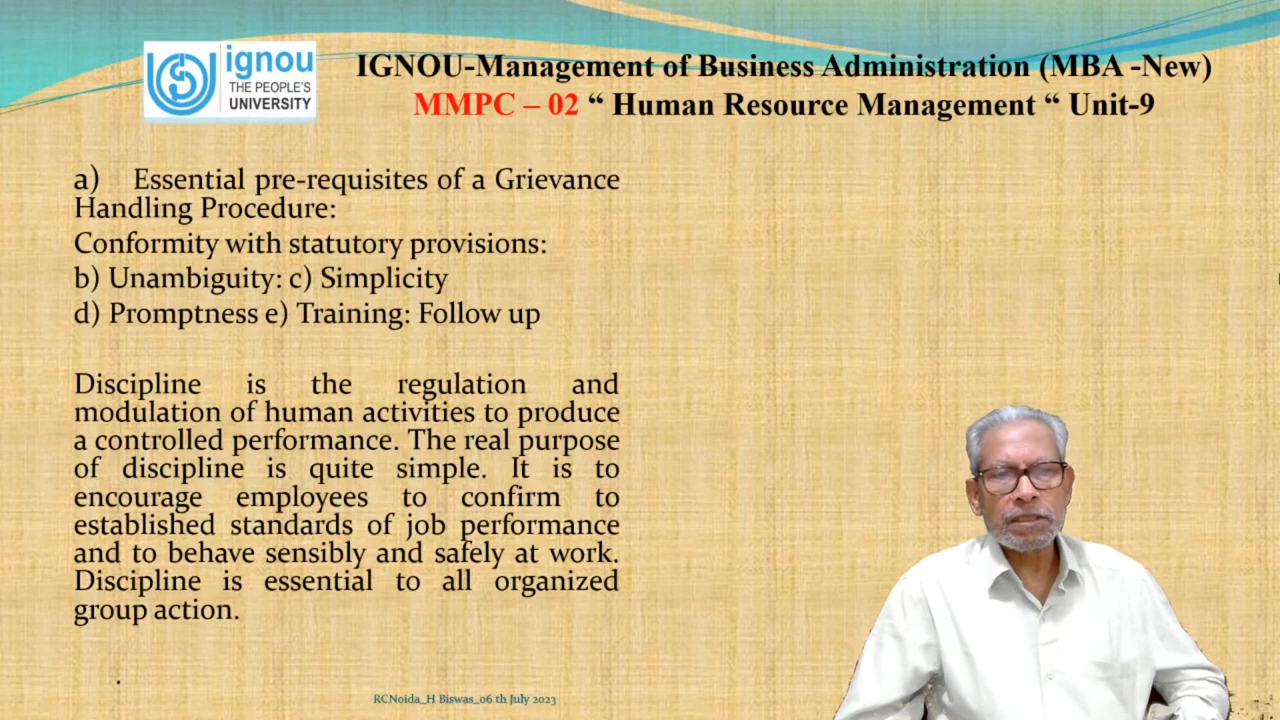 ignou
THE PEOPLE'S
UNIVERSITY
IGNOU-Management of Business Administration (MBA -New)
MMPC – 02 “ Human Resource Management “ Unit-9
a) Essential pre-requisites of a Grievance
Handling Procedure:
Conformity with statutory provisions:
b) Unambiguity: c) Simplicity
d) Promptness e) Training: Follow up
Discipline is the regulation and
modulation of human activities to produce
a controlled performance. The real purpose
of discipline is quite simple. It is to
encourage employees to confirm to
established standards of job performance
and to behave sensibly and safely at work.
Discipline is essential to all organized
group action.
.
RCNoida_H Biswas_06 th July 2023